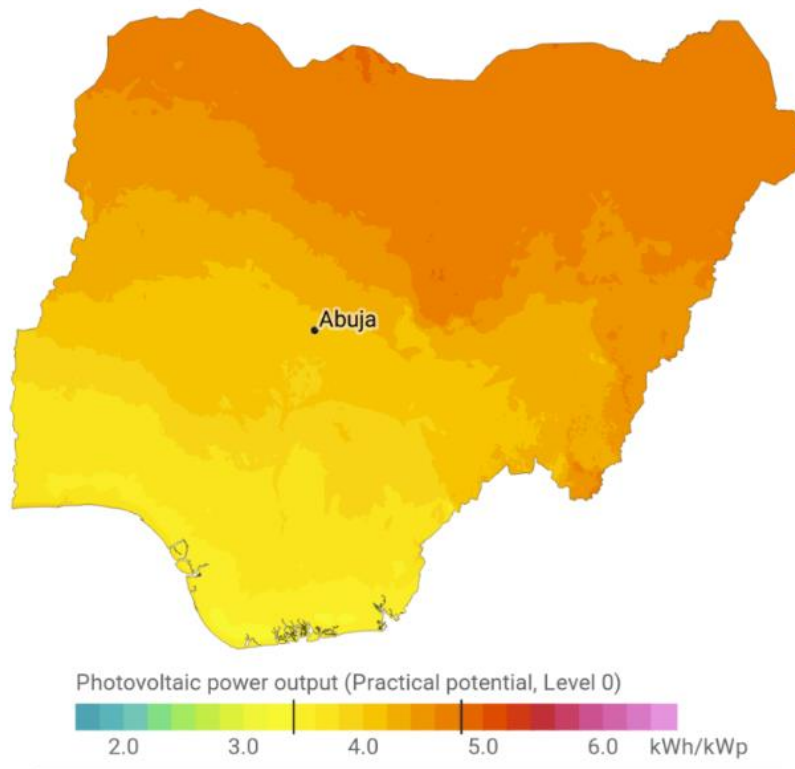 Abuja
Photovoltaic power output (Practical potential, Level 0)
2.0 3.0 4.0 5.0 6.0 kWh/kWp